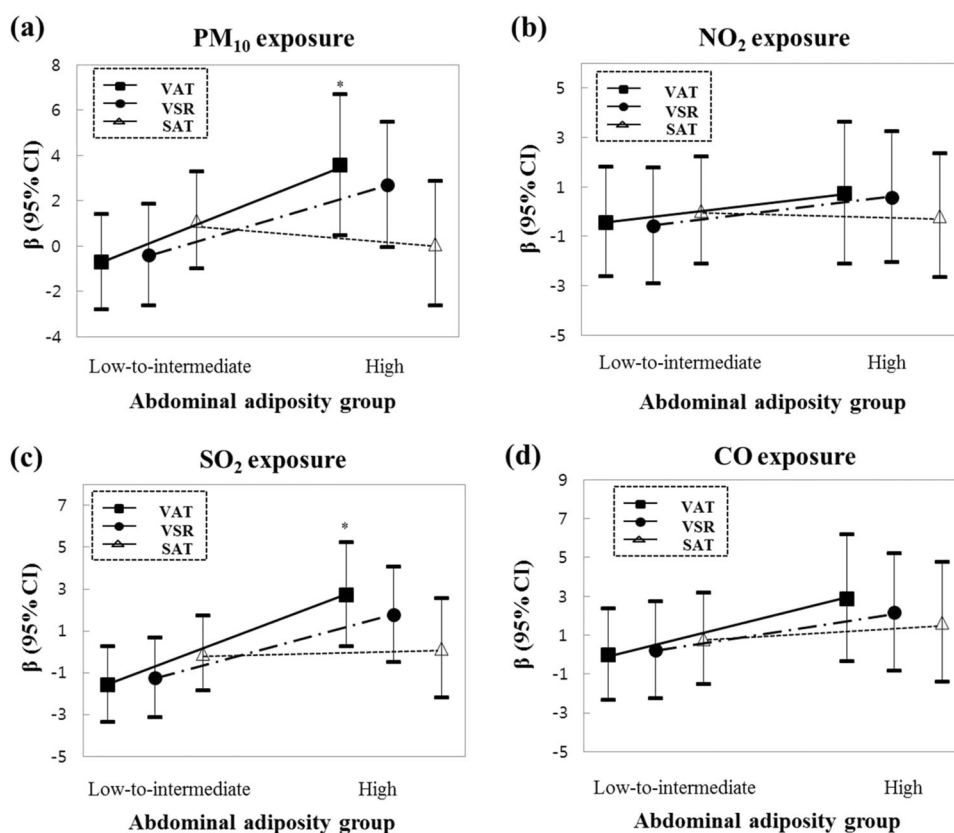 (a)
PM10 exposure
VAT
VSR
SAT
β (95% CI)
8
6
4
2
0
-2
-4
*
Low-to-intermediate
High
Abdominal adiposity group
(b)
NO2 exposure
VAT
VSR
SAT
β (95% CI)
5
3
1
-1
-3
-5
Low-to-intermediate
High
Abdominal adiposity group
(c)
SO2 exposure
VAT
VSR
SAT
β (95% CI)
7
5
3
1
-1
-3
-5
*
Low-to-intermediate
High
Abdominal adiposity group
(d)
CO exposure
VAT
VSR
SAT
β (95% CI)
9
7
5
3
1
-1
-3
-5
Low-to-intermediate
High
Abdominal adiposity group